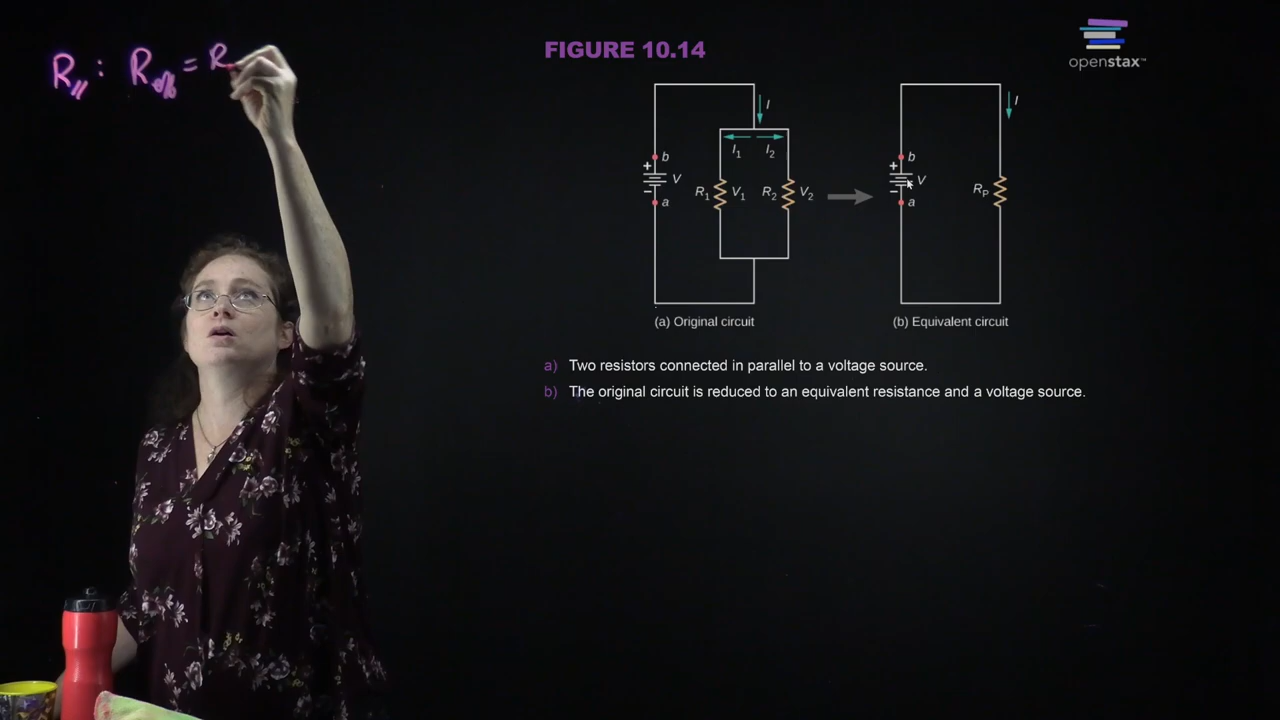 R∥ : Reff = R
FIGURE 10.14
openstax™
I
I1 I2
b
+
V
−
a
R1 V1 R2 V2
(a) Original circuit
I
b
+
V
−
a
RP
(b) Equivalent circuit
a) Two resistors connected in parallel to a voltage source.
b) The original circuit is reduced to an equivalent resistance and a voltage source.